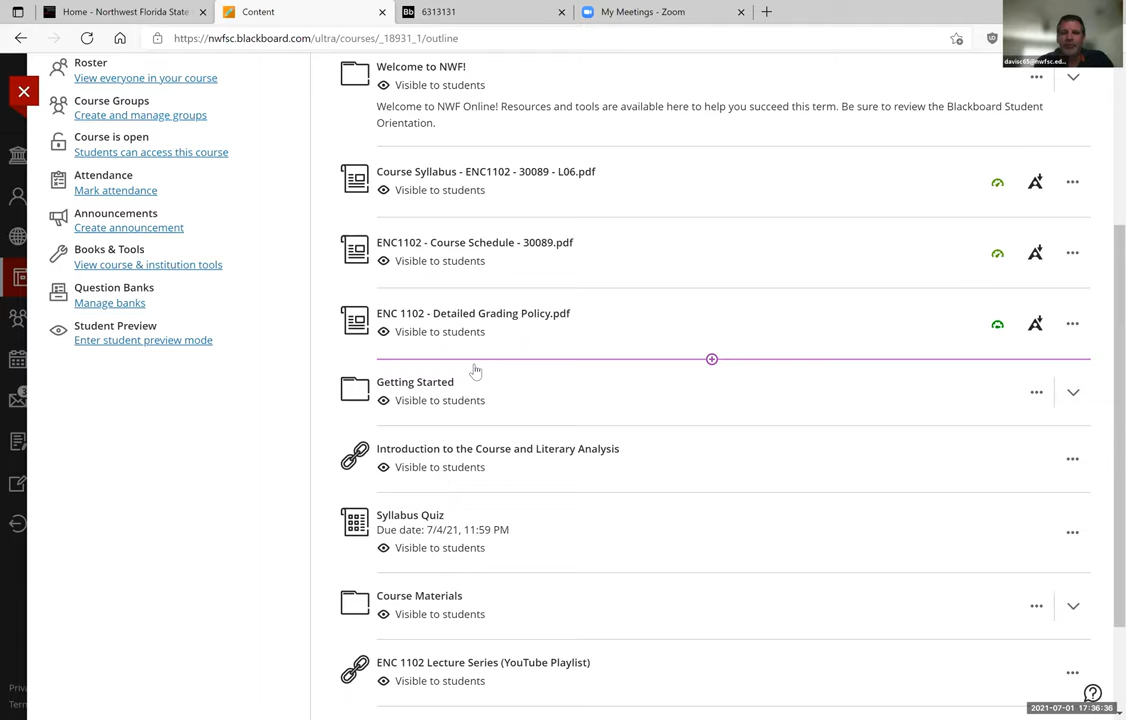 Home - Northwest Florida State
Content
Bb
6313131
My Meetings - Zoom
https://nwfsc.blackboard.com/ultra/courses/_18931_1/outline
davisc65@nwfsc.ed...
Roster
View everyone in your course
Course Groups
Create and manage groups
Course is open
Students can access this course
Attendance
Mark attendance
Announcements
Create announcement
Books & Tools
View course & institution tools
Question Banks
Manage banks
Student Preview
Enter student preview mode
Priva
Tern
Welcome to NWF!
Visible to students
Welcome to NWF Online! Resources and tools are available here to help you succeed this term. Be sure to review the Blackboard Student
Orientation.
Course Syllabus - ENC1102 - 30089 - L06.pdf
Visible to students
ENC1102 - Course Schedule - 30089.pdf
Visible to students
ENC 1102 - Detailed Grading Policy.pdf
Visible to students
Getting Started
Visible to students
Introduction to the Course and Literary Analysis
Visible to students
Syllabus Quiz
Due date: 7/4/21, 11:59 PM
Visible to students
Course Materials
Visible to students
ENC 1102 Lecture Series (YouTube Playlist)
Visible to students
2021-07-01 17:36:36